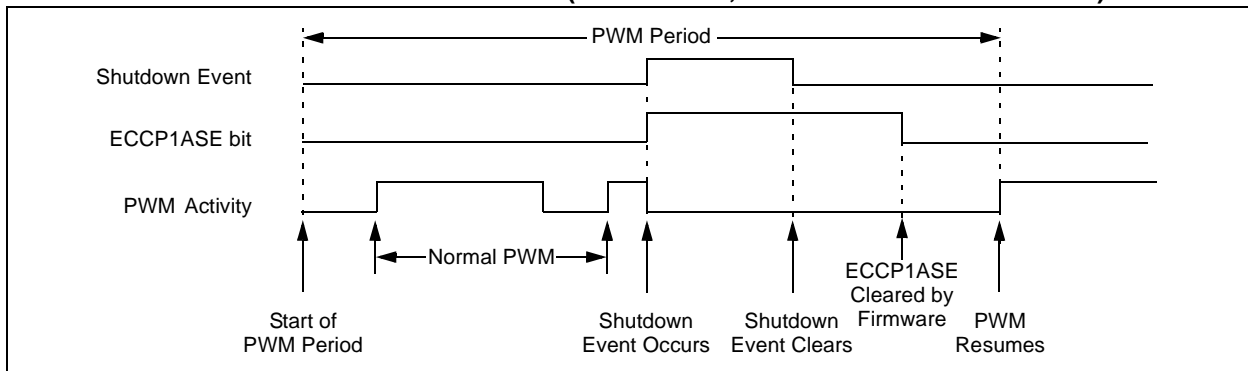 PWM Period
Shutdown Event
ECCP1ASE bit
PWM Activity
Normal PWM
Start of
PWM Period
Shutdown
Event Occurs
Shutdown
Event Clears
ECCP1ASE
Cleared by
Firmware
PWM
Resumes